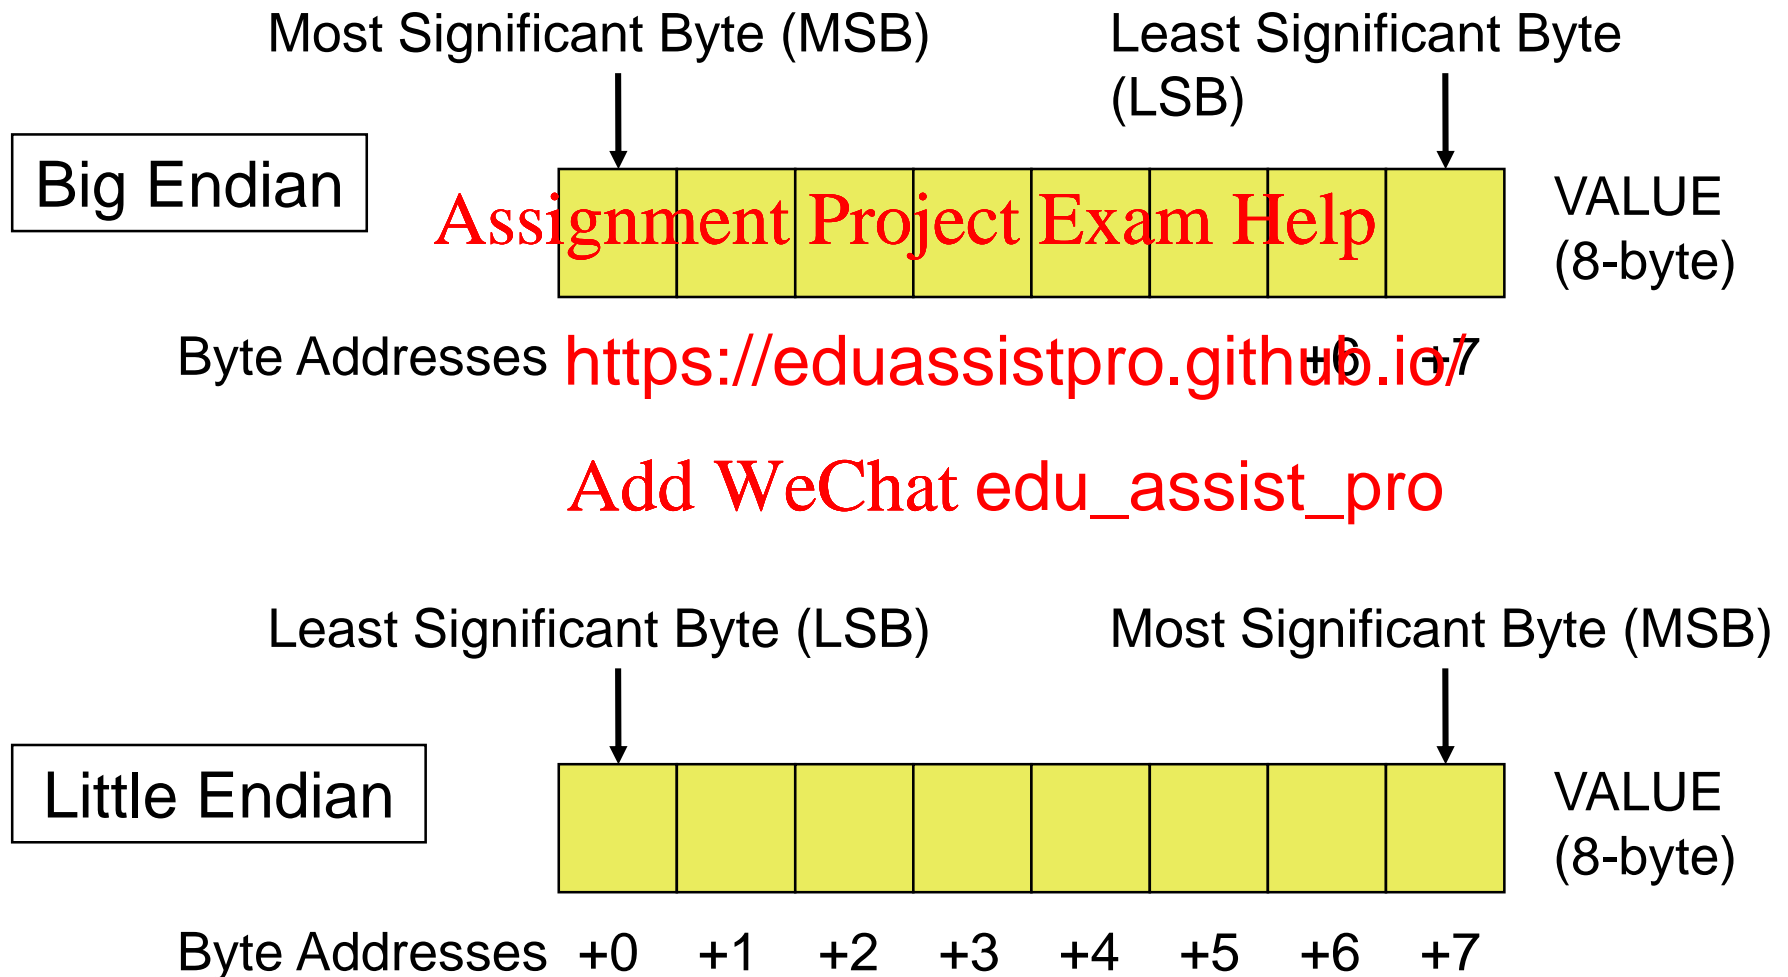 Most Significant Byte (MSB)
Least Significant Byte
(LSB)
Big Endian
Assignment Project Exam Help
VALUE
(8-byte)
Byte Addresses
https://eduassistpro.github.io/
+6 +7
Add WeChat edu_assist_pro
Least Significant Byte (LSB)
Most Significant Byte (MSB)
Little Endian
VALUE
(8-byte)
Byte Addresses +0 +1 +2 +3 +4 +5 +6 +7